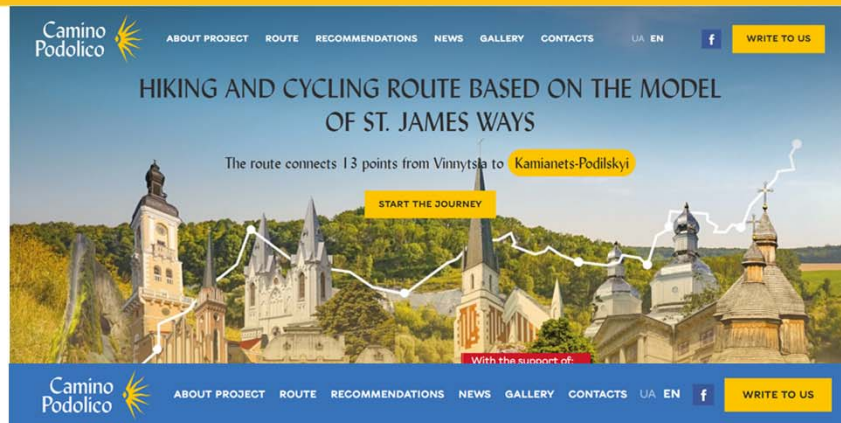 Camino
Podolico
ABOUT PROJECT ROUTE RECOMMENDATIONS NEWS GALLERY CONTACTS UA EN f WRITE TO US
HIKING AND CYCLING ROUTE BASED ON THE MODEL
OF ST. JAMES WAYS
The route connects 13 points from Vinnytsia to Kamianets-Podilskyi
START THE JOURNEY
With the support of:
Camino
Podolico
ABOUT PROJECT ROUTE RECOMMENDATIONS NEWS GALLERY CONTACTS UA EN f WRITE TO US